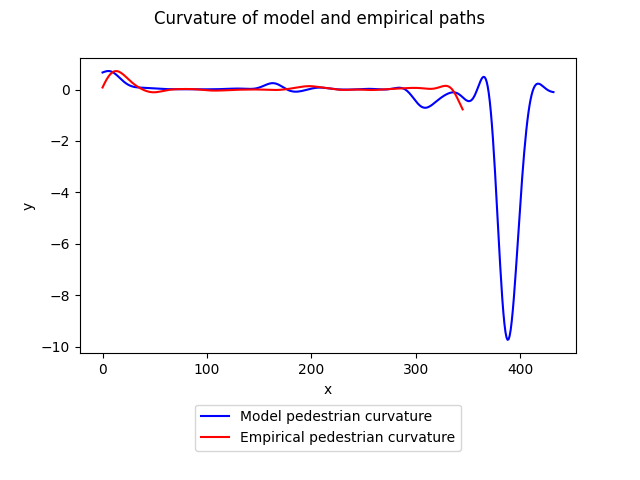 Curvature of model and empirical paths
0
−2
−4
−6
−8
−10
y
0 100 200 300 400
x
Model pedestrian curvature
Empirical pedestrian curvature